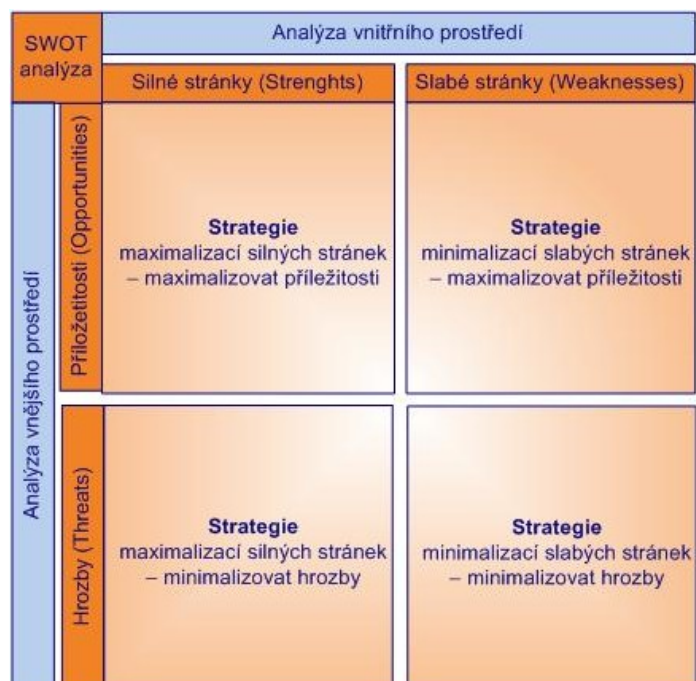 SWOT
analýza
Analýza vnitřního prostředí
Silné stránky (Strenghts)
Slabé stránky (Weaknesses)
Analýza vnějšího prostředí
Přiložetitosti (Opportunities)
Strategie
maximalizací silných stránek
– maximalizovat příležitosti
Strategie
minimalizací slabých stránek
– maximalizovat příležitosti
Hrozby (Threats)
Strategie
maximalizací silných stránek
– minimalizovat hrozby
Strategie
minimalizací slabých stránek
– minimalizovat hrozby